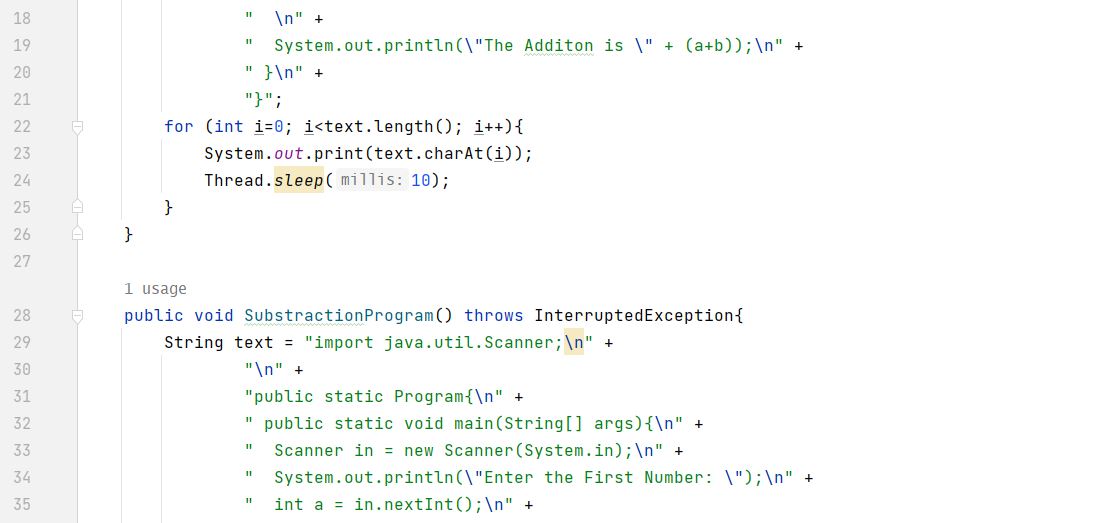 18 "  \n" +
19 "  System.out.println(\"The Additon is \" + (a+b));\n" +
20 " }\n" +
21 "}";
22 for (int i=0; i<text.length(); i++){
23 System.out.print(text.charAt(i));
24 Thread.sleep( millis: 10);
25 }
26 }
27
1 usage
28 public void SubstractionProgram() throws InterruptedException{
29 String text = "import java.util.Scanner;\n" +
30 "\n" +
31 "public static Program{\n" +
32 " public static void main(String[] args){\n" +
33 "  Scanner in = new Scanner(System.in);\n" +
34 "  System.out.println(\"Enter the First Number: \");\n" +
35 "  int a = in.nextInt();\n" +